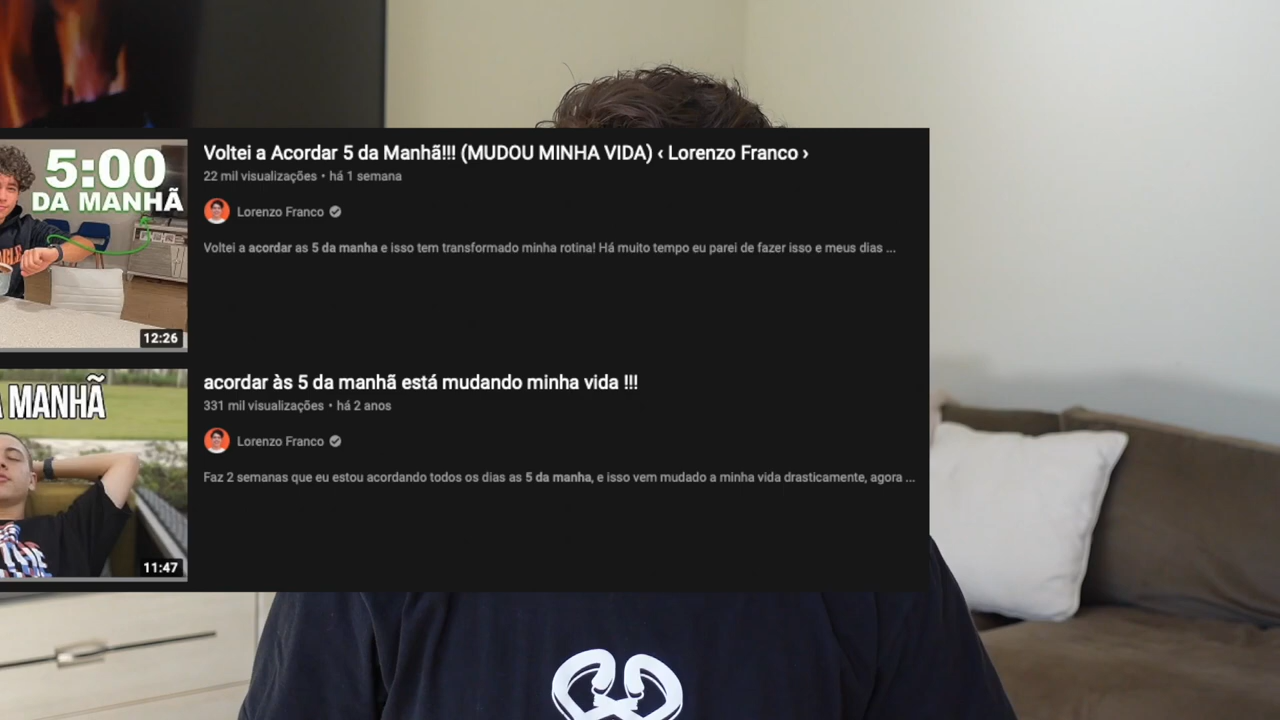 5:00
DA MANHÃ
12:26
Voltei a Acordar 5 da Manhã!!! (MUDOU MINHA VIDA) ‹ Lorenzo Franco ›
22 mil visualizações • há 1 semana
Lorenzo Franco
Voltei a acordar as 5 da manha e isso tem transformado minha rotina! Há muito tempo eu parei de fazer isso e meus dias ...
MANHÃ
11:47
acordar às 5 da manhã está mudando minha vida !!!
331 mil visualizações • há 2 anos
Lorenzo Franco
Faz 2 semanas que eu estou acordando todos os dias as 5 da manha, e isso vem mudado a minha vida drasticamente, agora ...